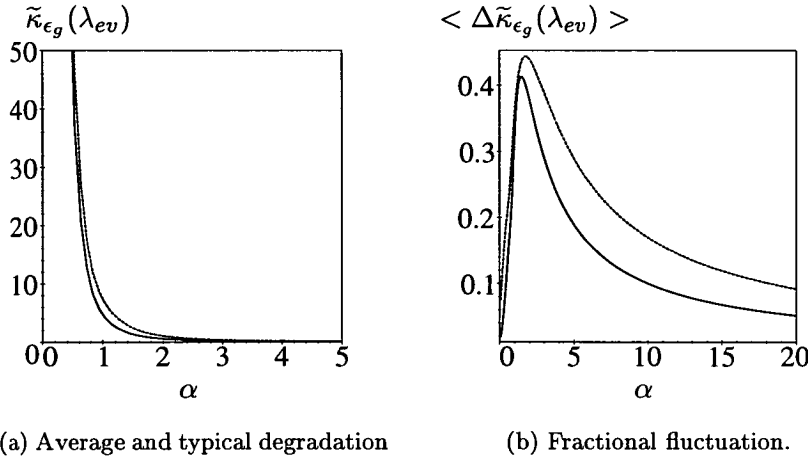 κ̃_{ϵ_g}(λ_{ev})
50
40
30
20
10
0 0 1 2 3 4 5
α
(a) Average and typical degradation
< Δκ̃_{ϵ_g}(λ_{ev}) >
0.4
0.3
0.2
0.1
0 5 10 15 20
α
(b) Fractional fluctuation.